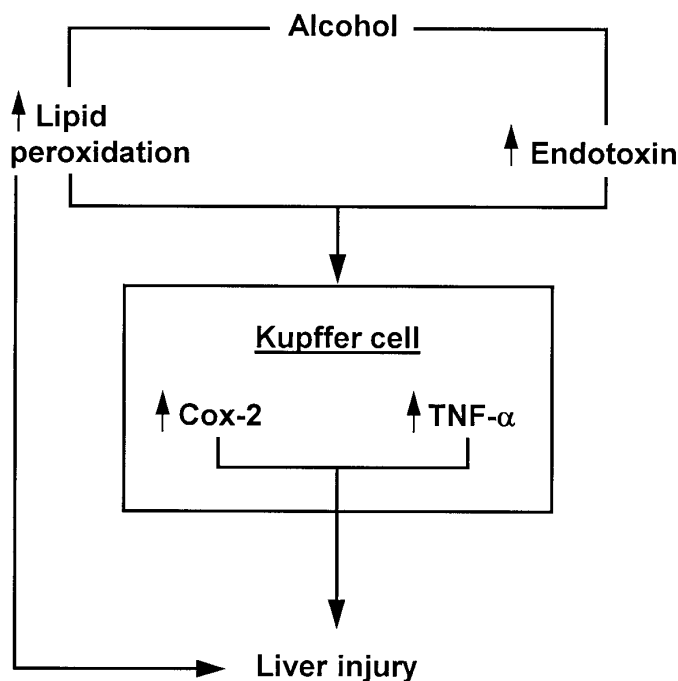 Alcohol
Lipid
peroxidation
Endotoxin
Kupffer cell
Cox-2
TNF-α
Liver injury